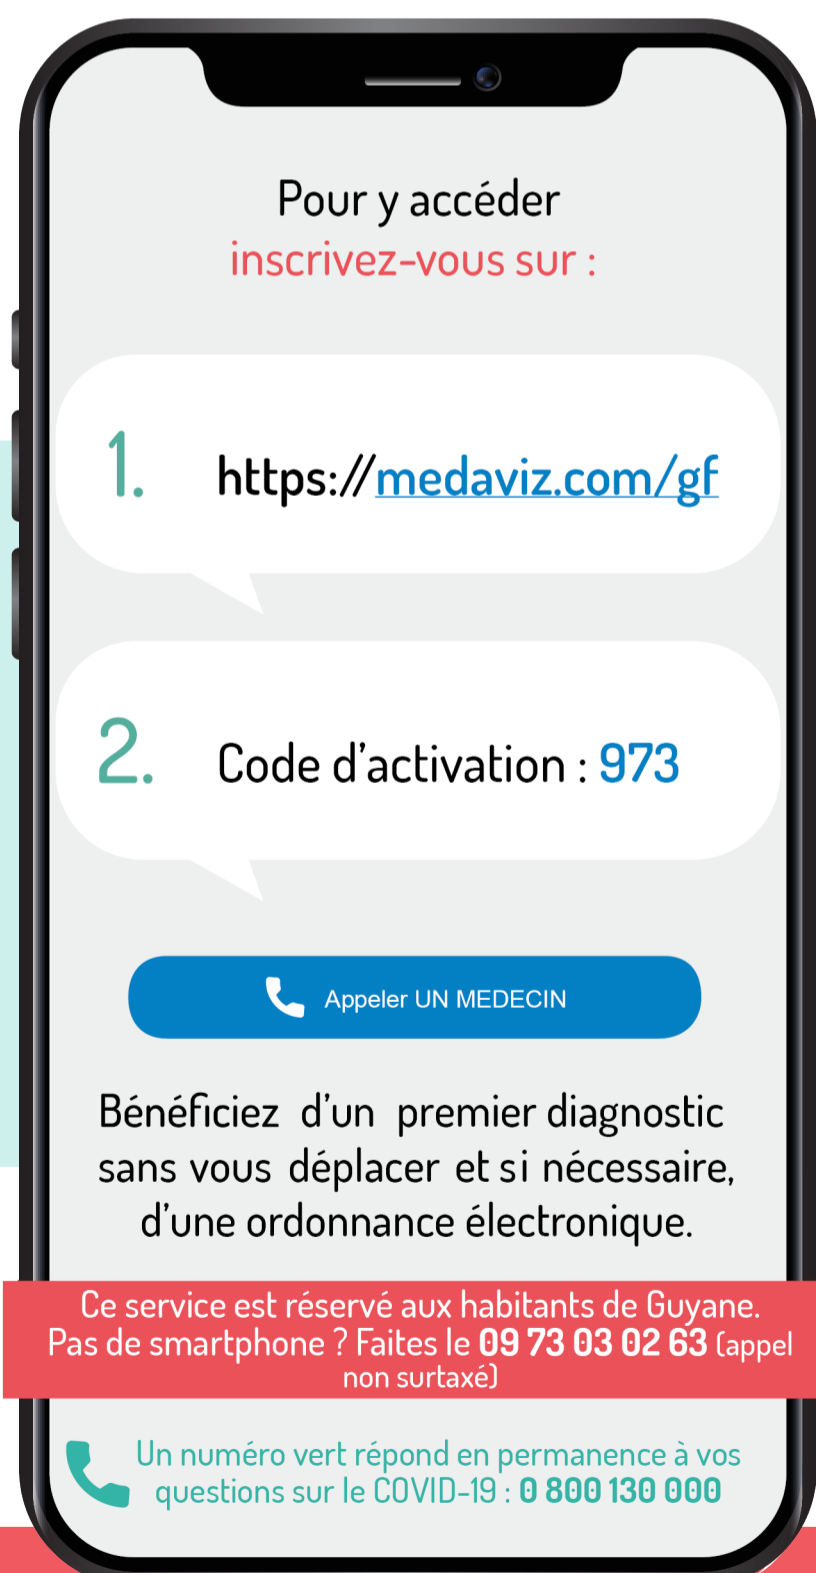 Pour y accéder
inscrivez-vous sur :
1. https://medaviz.com/gf
2. Code d'activation : 973
Appeler UN MEDECIN
Bénéficiez d'un premier diagnostic
sans vous déplacer et si nécessaire,
d'une ordonnance électronique.
Ce service est réservé aux habitants de Guyane.
Pas de smartphone ? Faites le 09 73 03 02 63 (appel
non surtaxé)
Un numéro vert répond en permanence à vos
questions sur le COVID-19 : 0 800 130 000